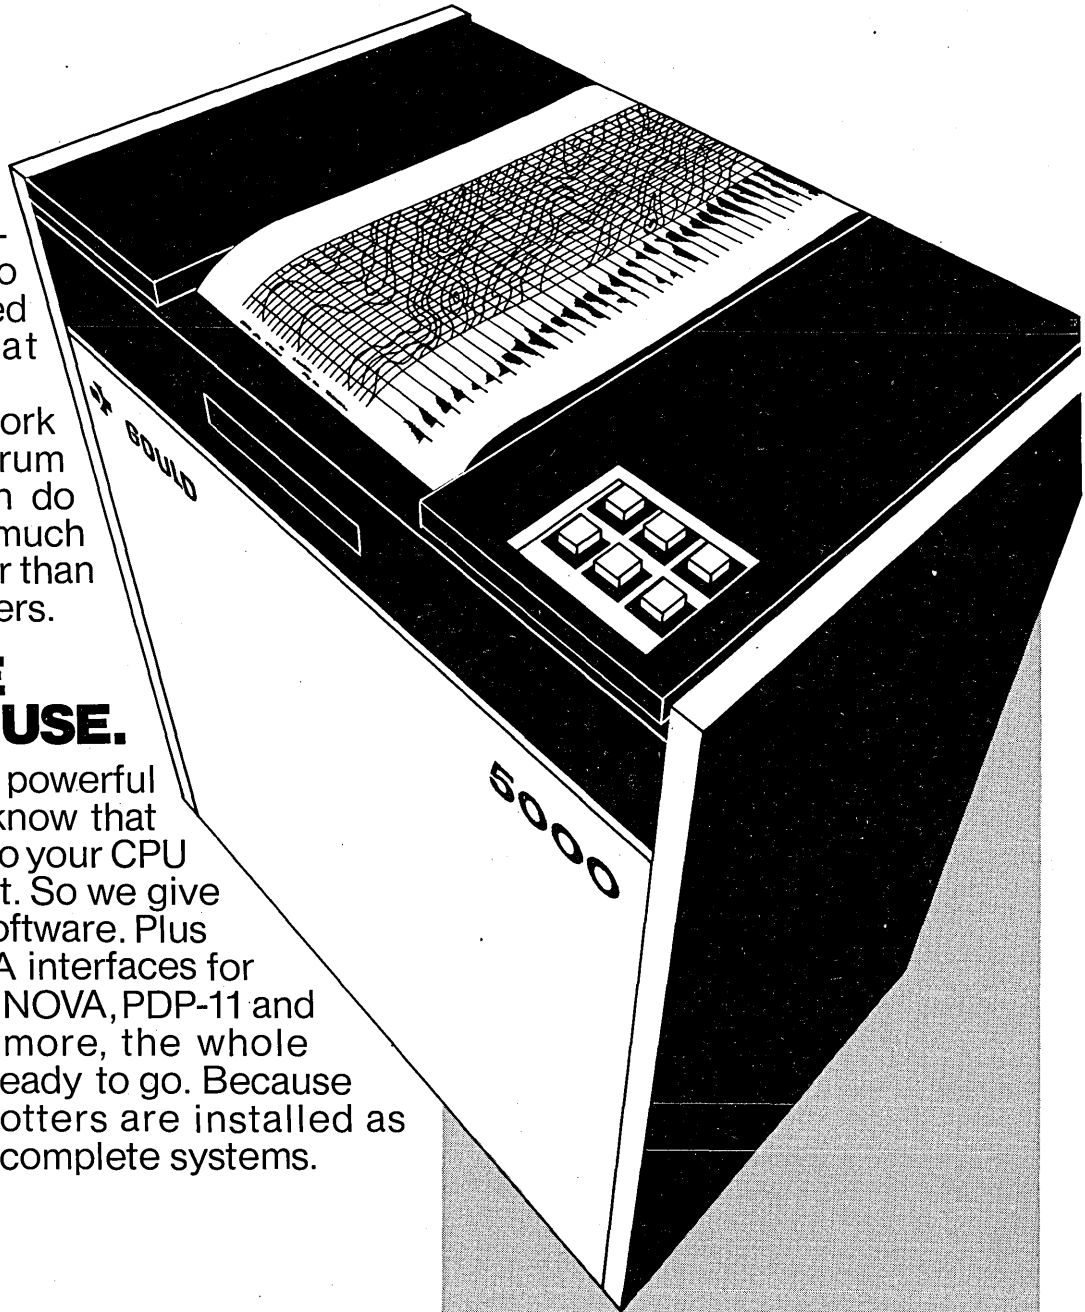 -
o
ed
at
ork
rum
n do
much
r than
ers.
E
USE.
powerful
know that
o your CPU
t. So we give
oftware. Plus
A interfaces for
NOVA, PDP-11 and
more, the whole
eady to go. Because
otters are installed as
complete systems.
GOULD
5000